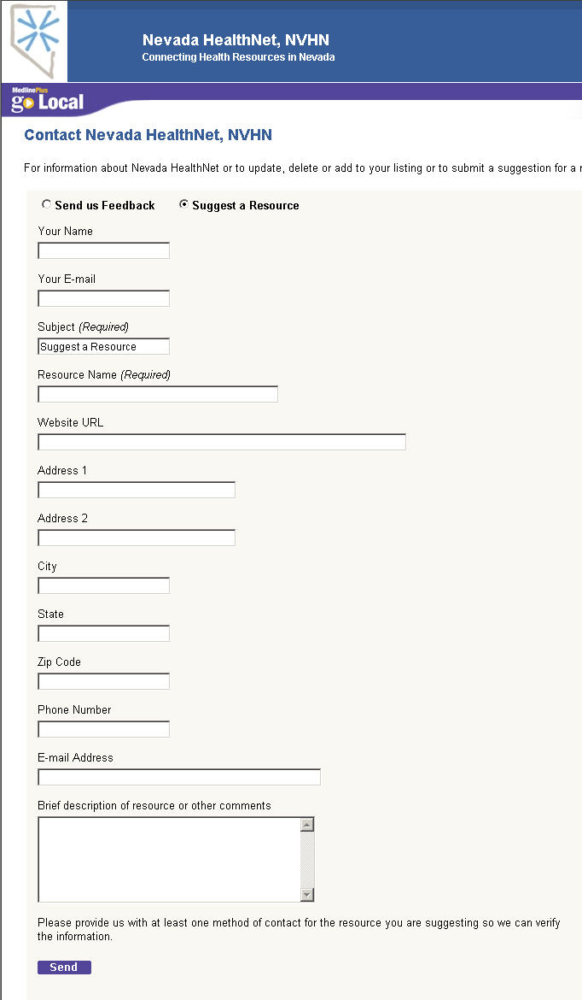 Nevada HealthNet, NVHN
Connecting Health Resources in Nevada
MedlinePlus
go Local
Contact Nevada HealthNet, NVHN
For information about Nevada HealthNet or to update, delete or add to your listing or to submit a suggestion for a
Send us Feedback Suggest a Resource
Your Name
Your E-mail
Subject (Required)
Suggest a Resource
Resource Name (Required)
Website URL
Address 1
Address 2
City
State
Zip Code
Phone Number
E-mail Address
Brief description of resource or other comments
Please provide us with at least one method of contact for the resource you are suggesting so we can verify
the information.
Send